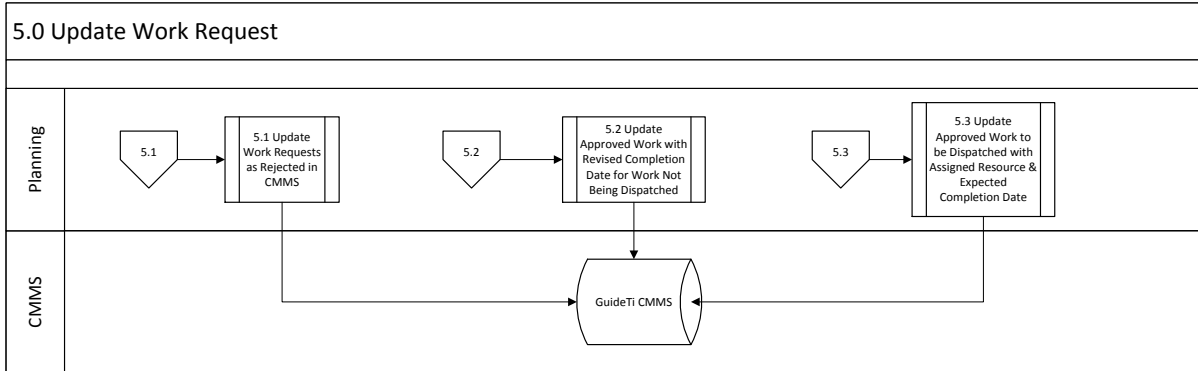 5.0 Update Work Request
Planning
5.1
5.1 Update
Work Requests
as Rejected in
CMMS
5.2
5.2 Update
Approved Work with
Revised Completion
Date for Work Not
Being Dispatched
5.3
5.3 Update
Approved Work to
be Dispatched with
Assigned Resource &
Expected
Completion Date
CMMS
GuideTi CMMS